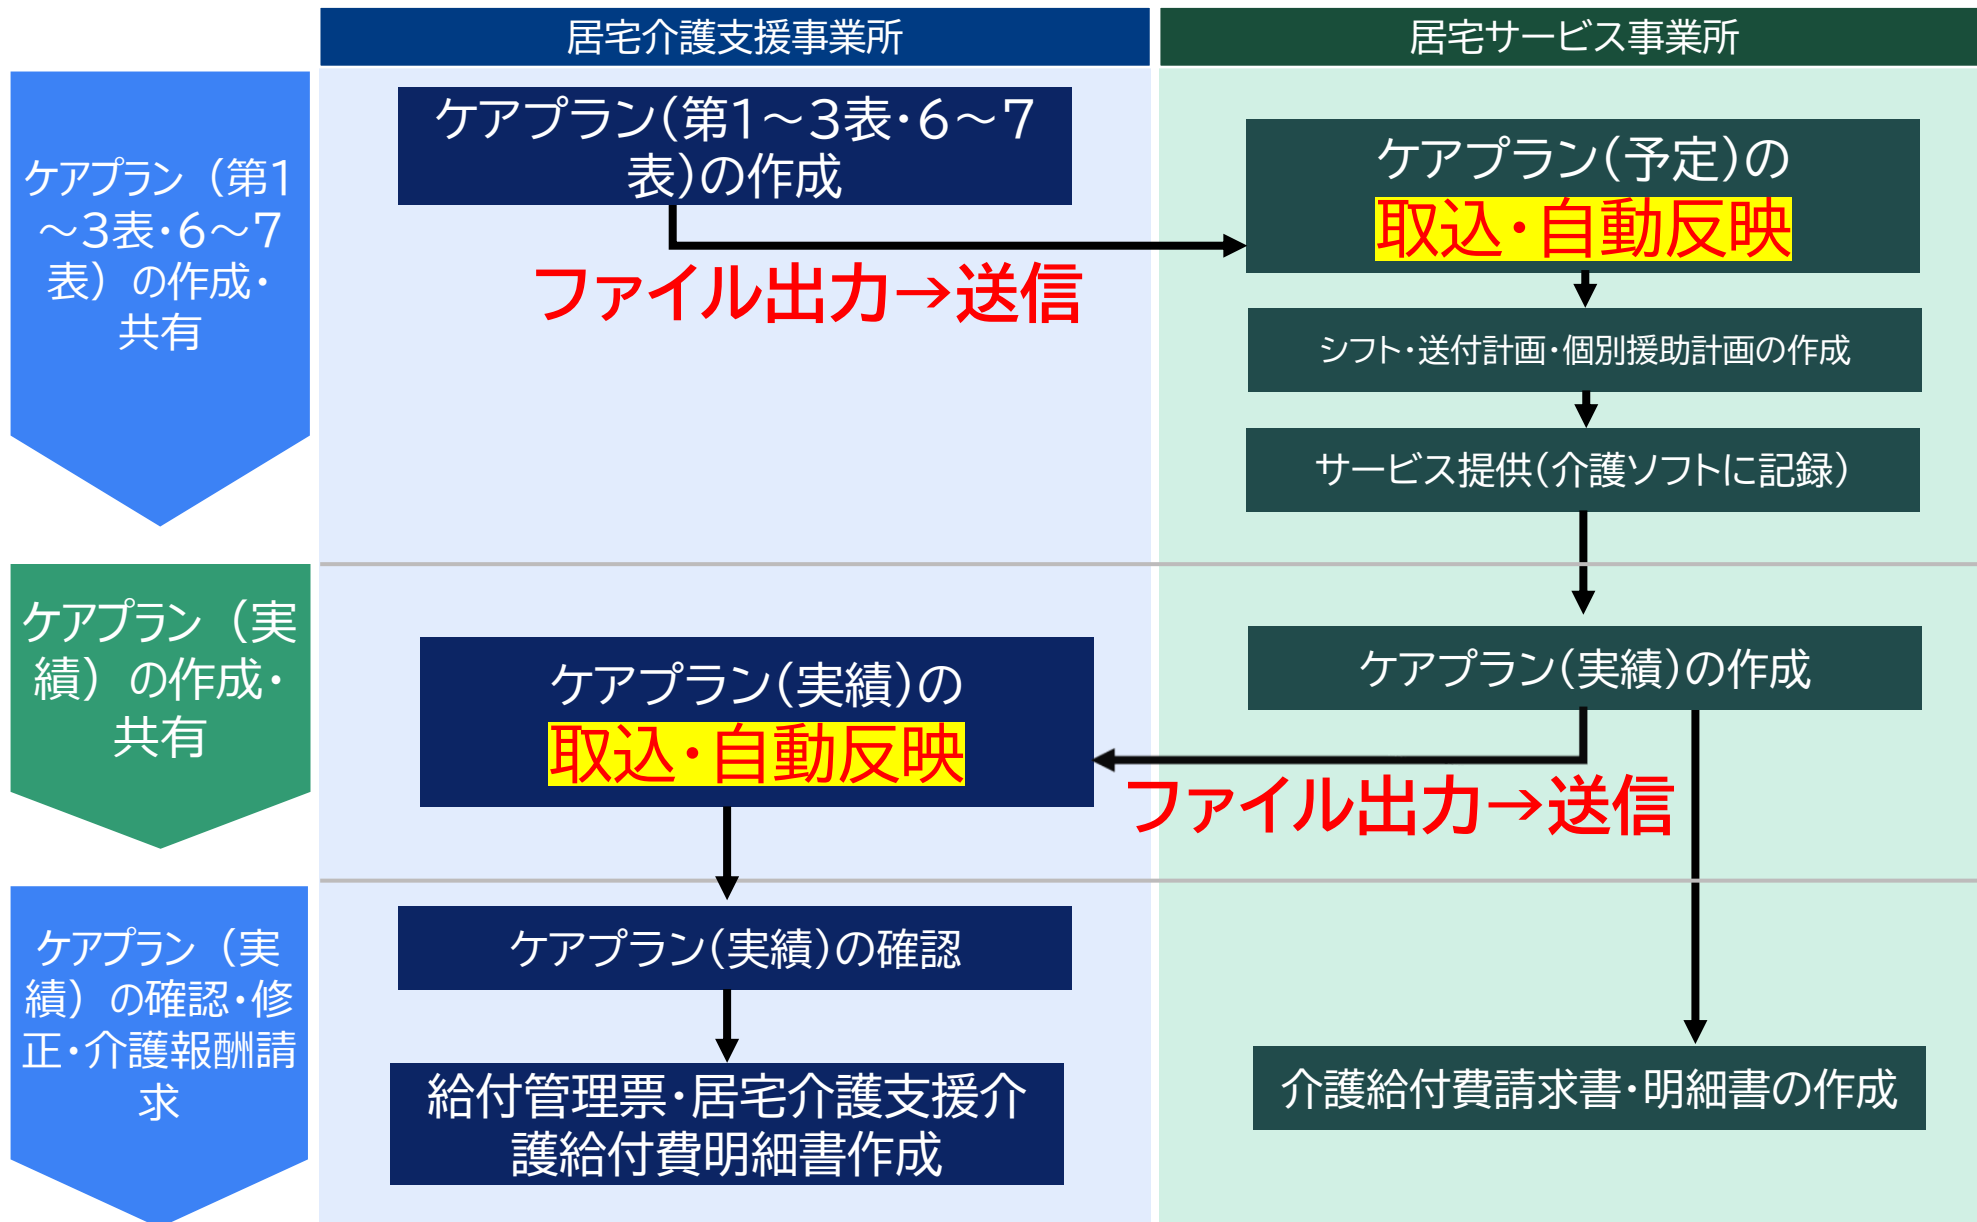 居宅介護支援事業所
居宅サービス事業所
ケアプラン（第1
～3表・6～7
表）の作成・
共有
ケアプラン（第1～3表・6～7
表）の作成
ファイル出力→送信
ケアプラン（予定）の
取込・自動反映
シフト・送付計画・個別援助計画の作成
サービス提供（介護ソフトに記録）
ケアプラン（実
績）の作成・
共有
ケアプラン（実績）の
取込・自動反映
ケアプラン（実績）の作成
ファイル出力→送信
ケアプラン（実
績）の確認・修
正・介護報酬請
求
ケアプラン（実績）の確認
給付管理票・居宅介護支援介
護給付費明細書作成
介護給付費請求書・明細書の作成